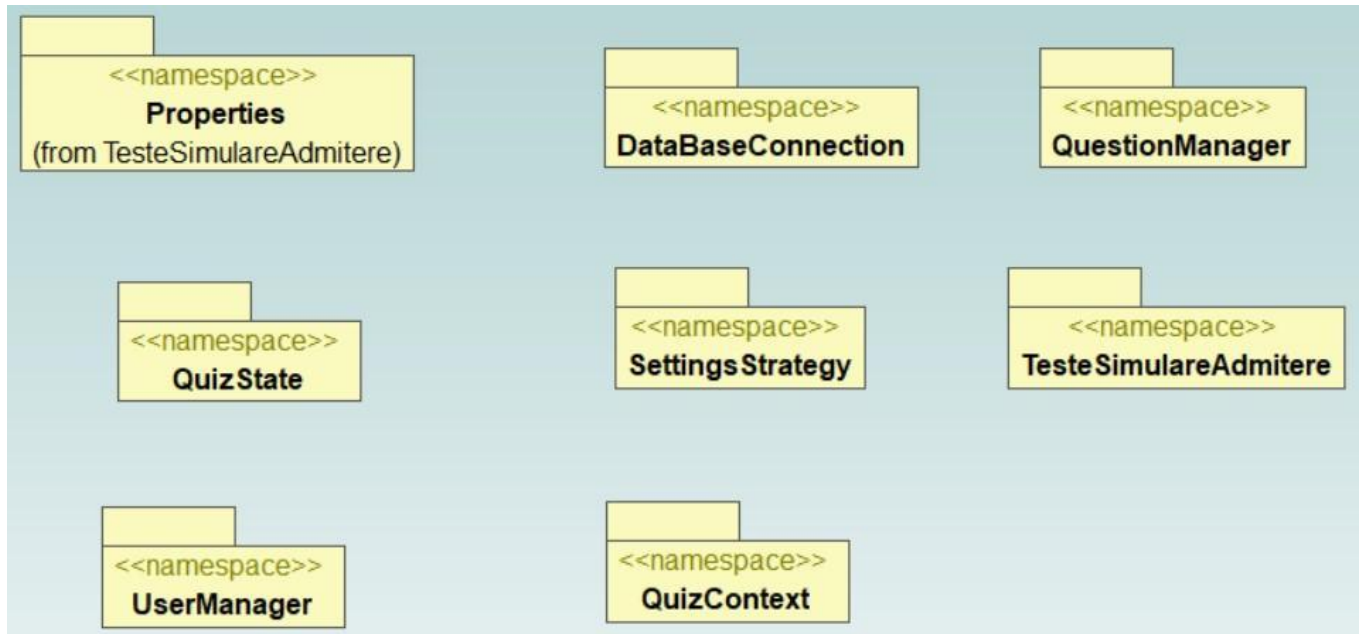 <<namespace>>
Properties
(from TesteSimulareAdmitere)
<<namespace>>
DataBaseConnection
<<namespace>>
QuestionManager
<<namespace>>
QuizState
<<namespace>>
SettingsStrategy
<<namespace>>
TesteSimulareAdmitere
<<namespace>>
UserManager
<<namespace>>
QuizContext